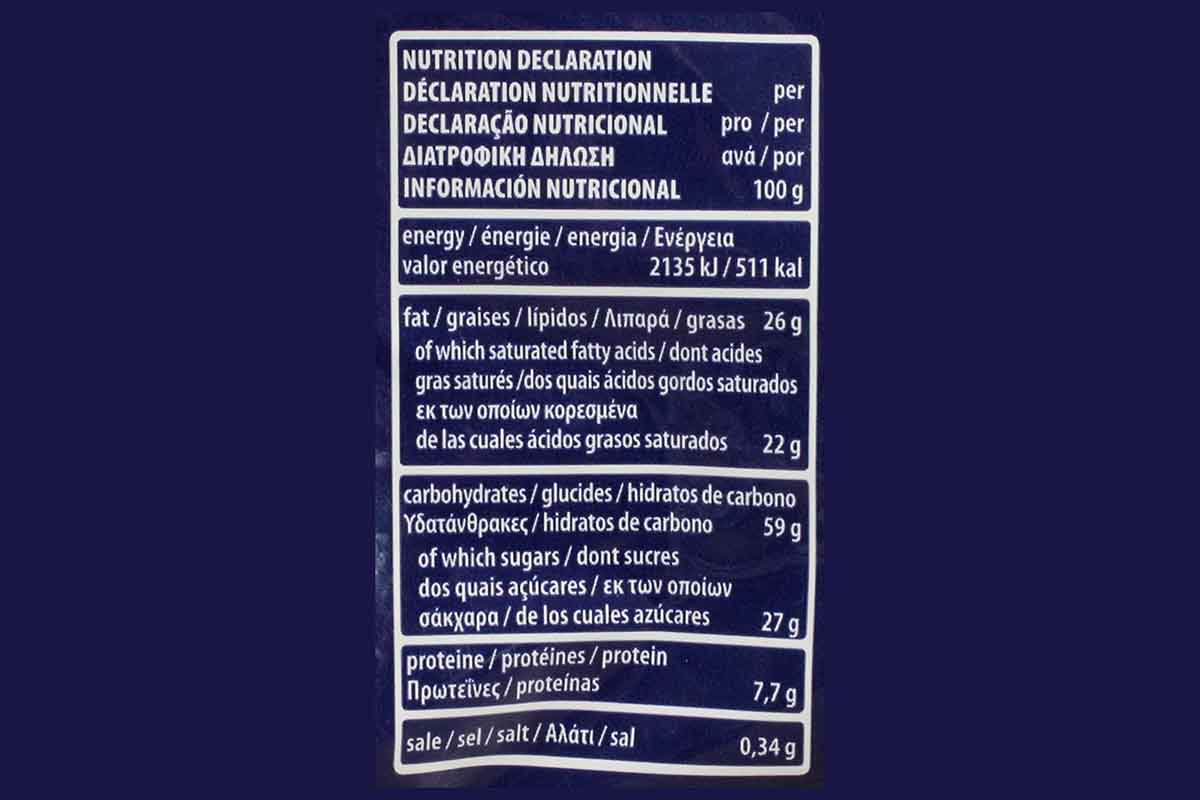 NUTRITION DECLARATION
DÉCLARATION NUTRITIONNELLE per
DECLARAÇÃO NUTRICIONAL pro / per
ΔΙΑΤΡΟΦΙΚΗ ΔΗΛΩΣΗ ανά / por
INFORMACIÓN NUTRICIONAL 100 g
energy / énergie / energia / Ενέργεια
valor energético 2135 kJ / 511 kal
fat / graises / lípidos / Λιπαρά / grasas 26 g
of which saturated fatty acids / dont acides
gras saturés /dos quais ácidos gordos saturados
εκ των οποίων κορεσμένα
de las cuales ácidos grasos saturados 22 g
carbohydrates / glucides / hidratos de carbono
Υδατάνθρακες / hidratos de carbono 59 g
of which sugars / dont sucres
dos quais açúcares / εκ των οποίων
σάκχαρα / de los cuales azúcares 27 g
proteine / protéines / protein
Πρωτεΐνες / proteínas 7,7 g
sale / sel / salt / Αλάτι / sal 0,34 g